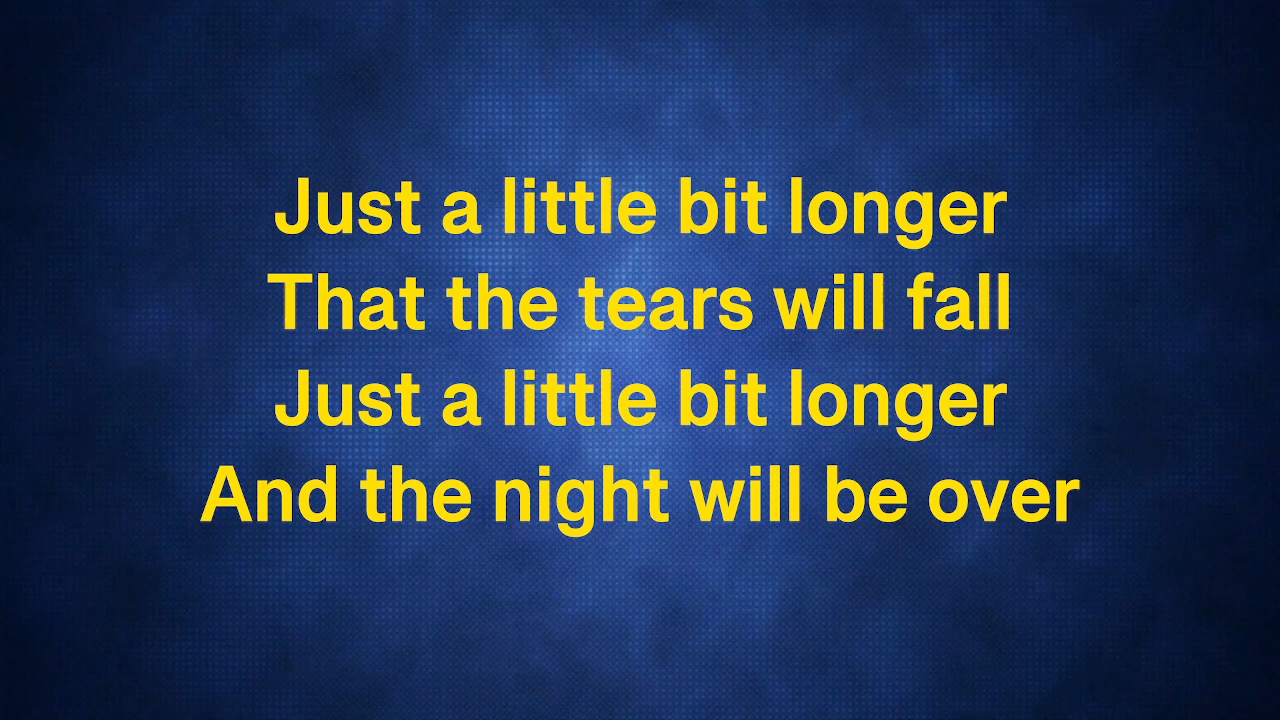 Just a little bit longer
That the tears will fall
Just a little bit longer
And the night will be over